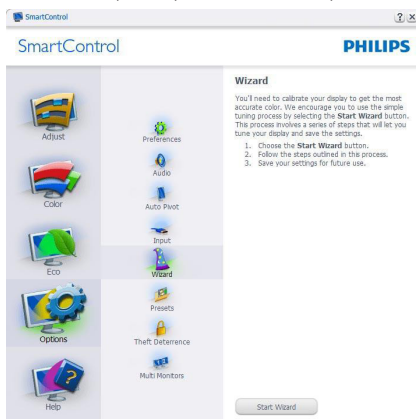 SmartControl
SmartControl
PHILIPS
Adjust
Color
Eco
Options
Help
Preferences
Audio
Auto Pivot
Input
Wizard
Presets
Theft Deterrence
Multi Monitors
Wizard
You'll need to calibrate your display to get the most
accurate color. We encourage you to use the simple
tuning process by selecting the Start Wizard button.
This process involves a series of steps that will let you
tune your display and save the settings.
1. Choose the Start Wizard button.
2. Follow the steps outlined in this process.
3. Save your settings for future use.
Start Wizard